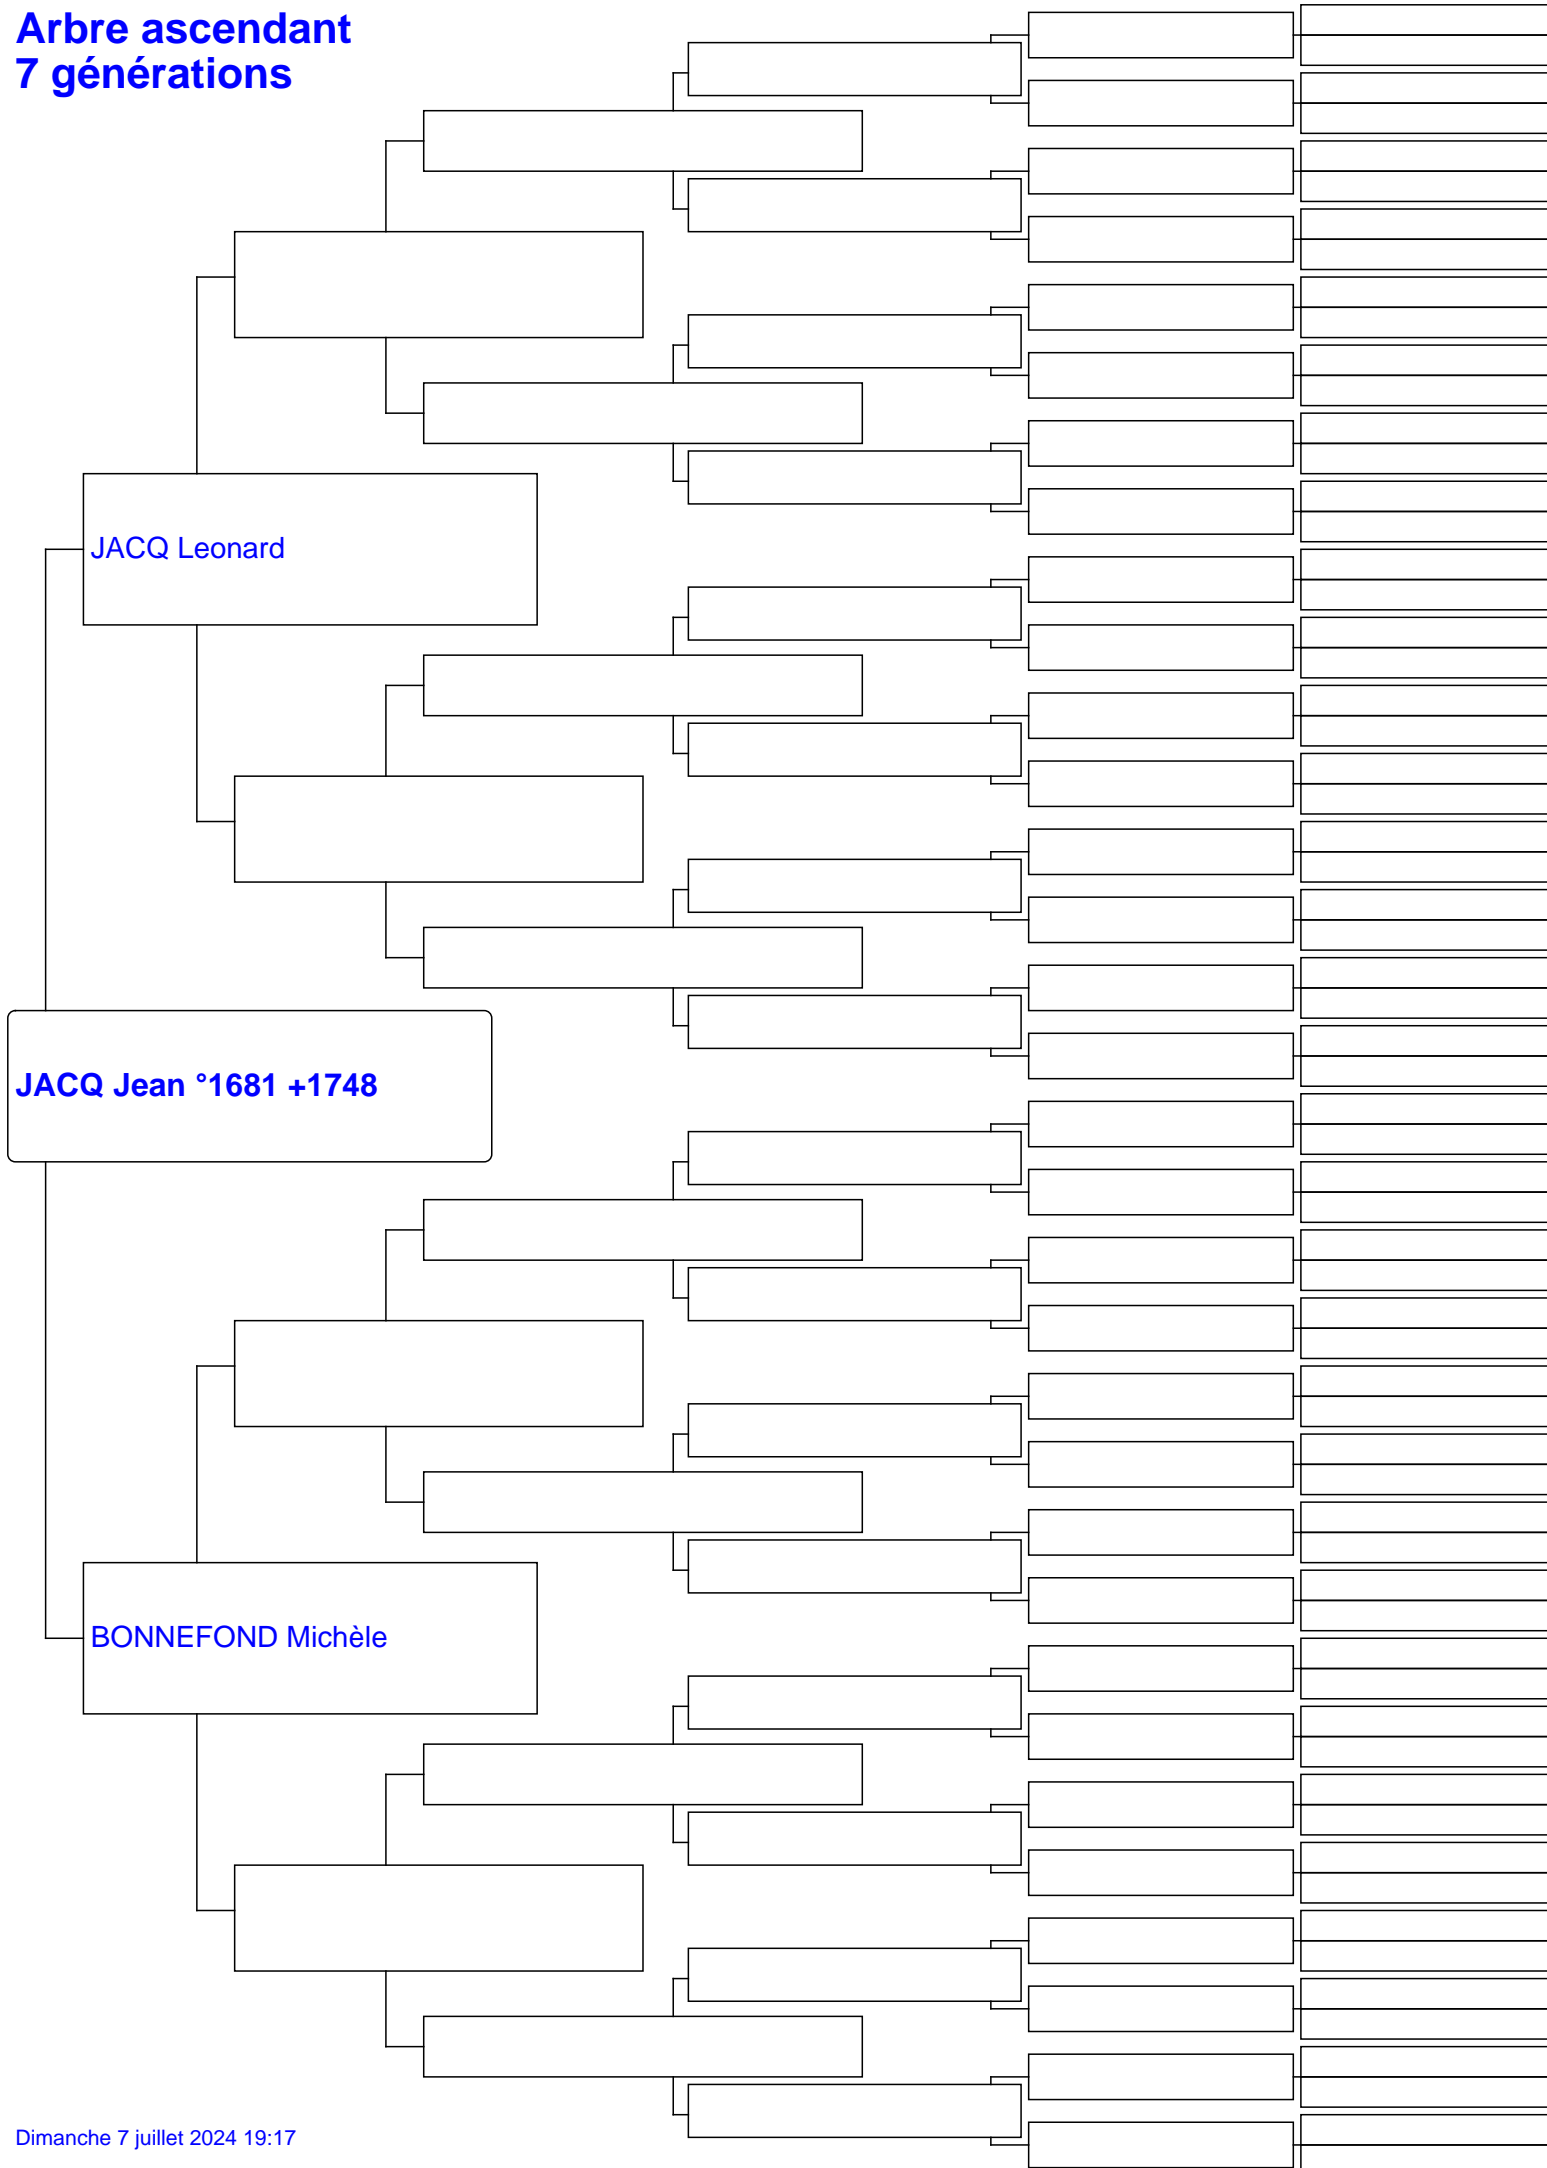 Arbre ascendant
7 générations
JACQ Leonard
JACQ Jean °1681 +1748
BONNEFOND Michèle
Dimanche 7 juillet 2024 19:17